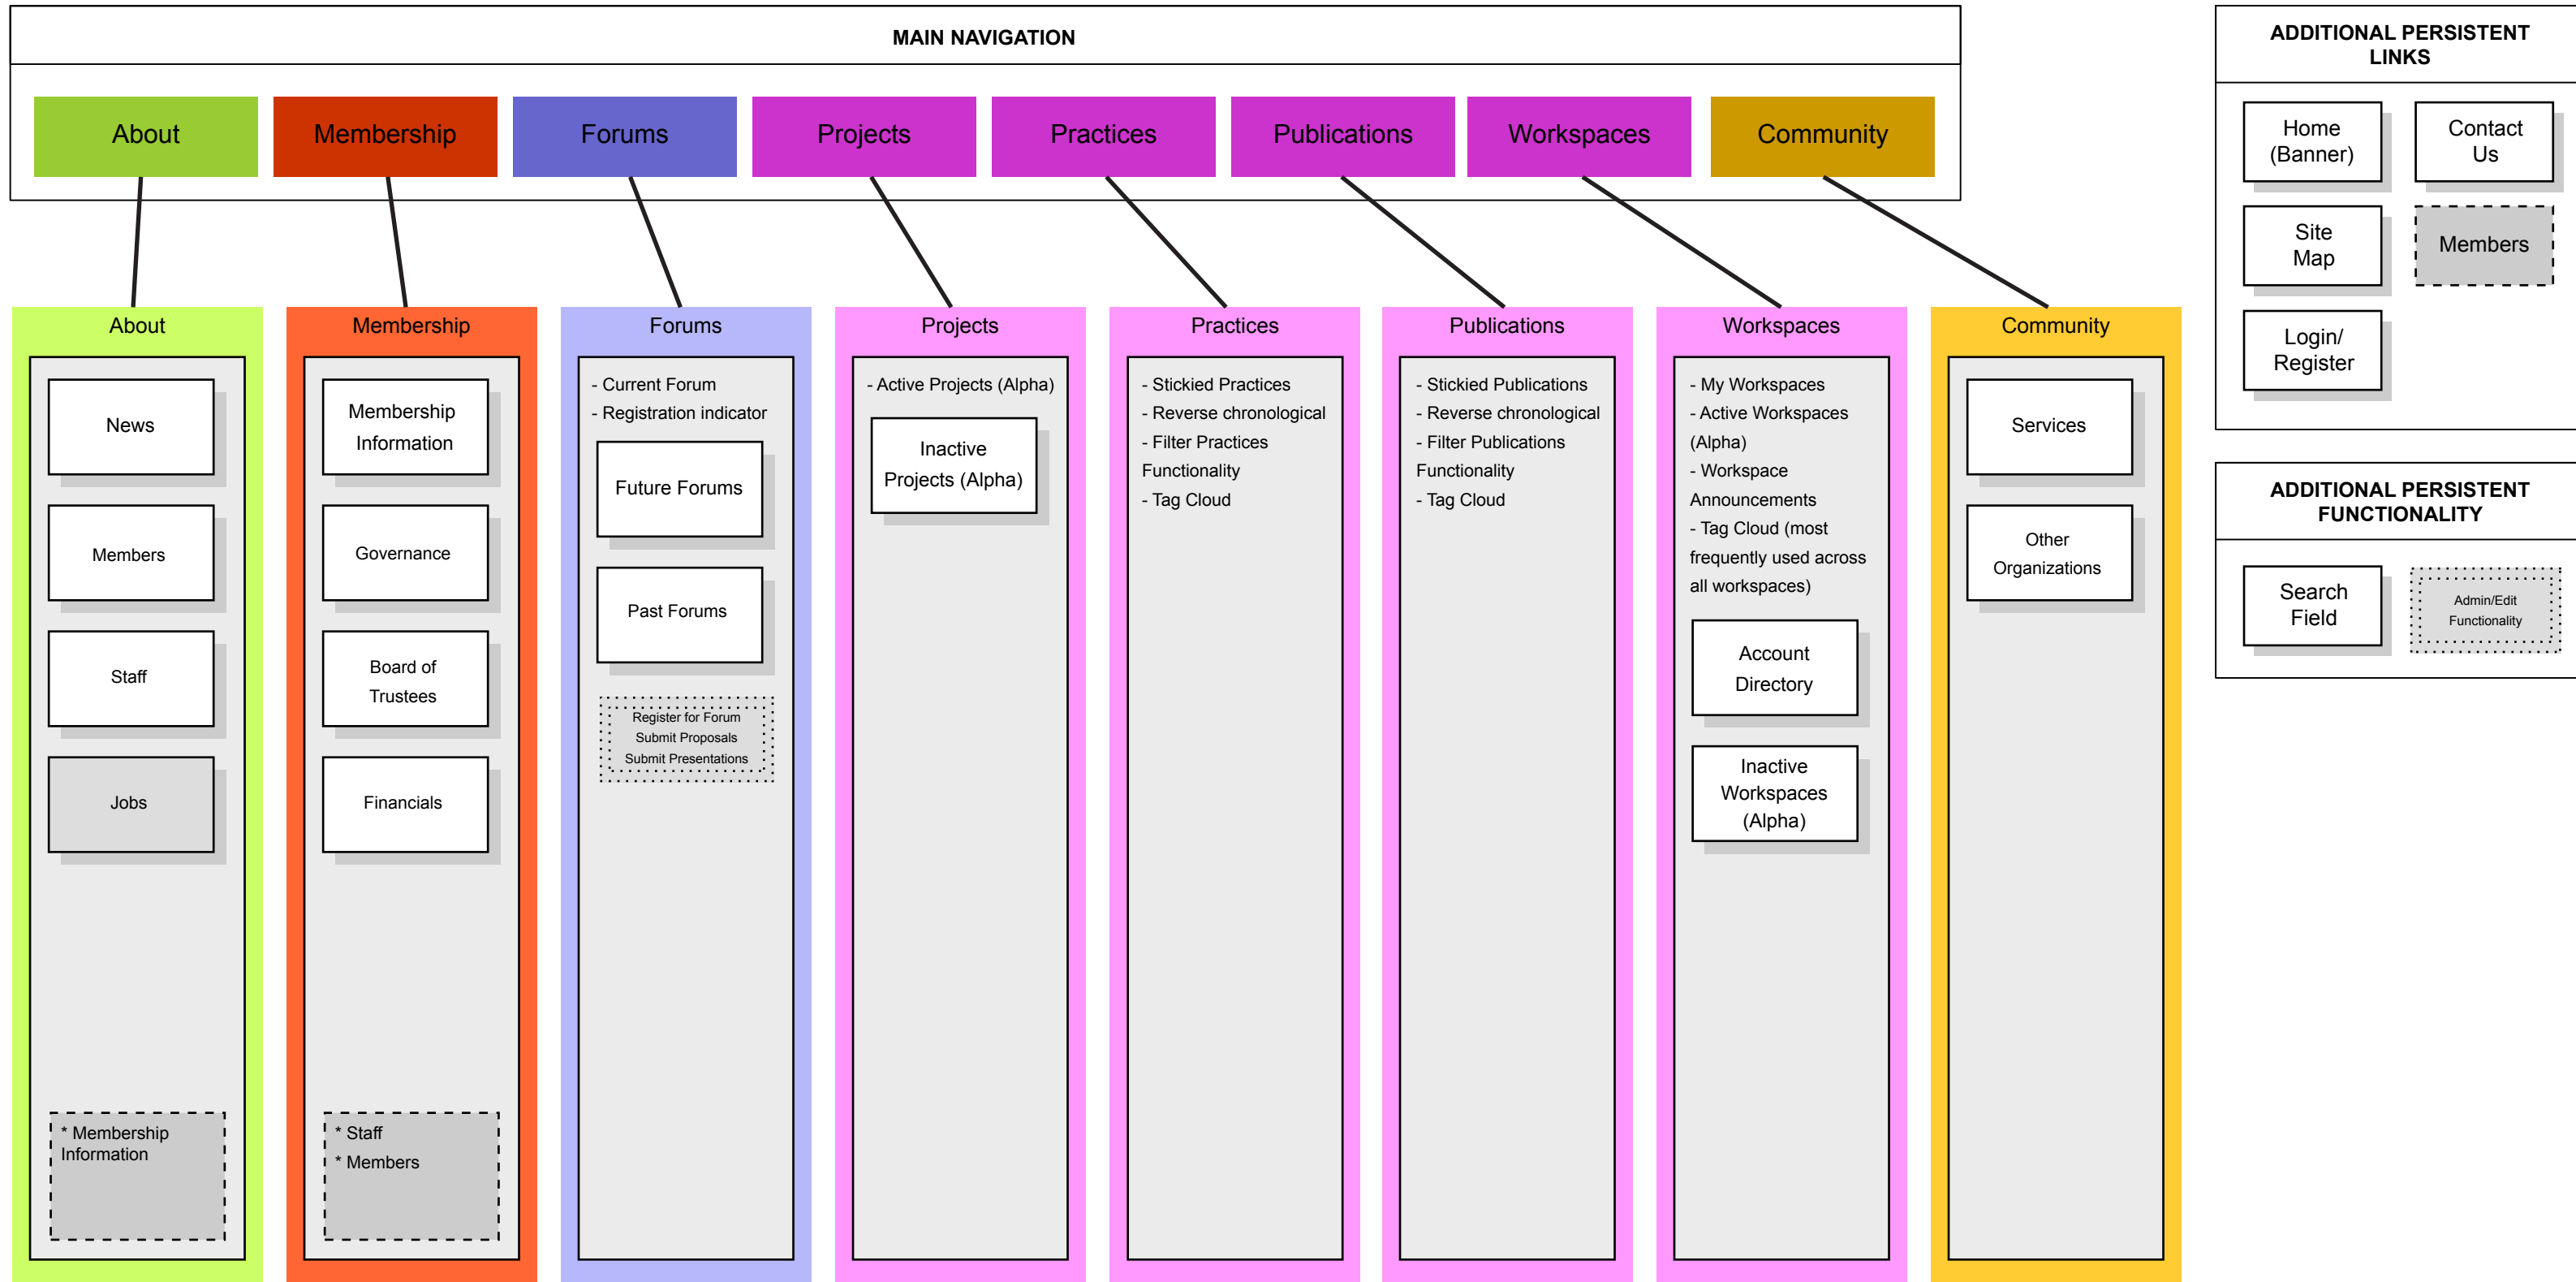 MAIN NAVIGATION
About
Membership
Forums
Projects
Practices
Publications
Workspaces
Community
About
News
Members
Staff
Jobs
* Membership
Information
Membership
Membership
Information
Governance
Board of
Trustees
Financials
* Staff
* Members
Forums
- Current Forum
- Registration indicator
Future Forums
Past Forums
Register for Forum
Submit Proposals
Submit Presentations
Projects
- Active Projects (Alpha)
Inactive
Projects (Alpha)
Practices
- Stickied Practices
- Reverse chronological
- Filter Practices
Functionality
- Tag Cloud
Publications
- Stickied Publications
- Reverse chronological
- Filter Publications
Functionality
- Tag Cloud
Workspaces
- My Workspaces
- Active Workspaces
(Alpha)
- Workspace
Announcements
- Tag Cloud (most
frequently used across
all workspaces)
Account
Directory
Inactive
Workspaces
(Alpha)
Community
Services
Other
Organizations
ADDITIONAL PERSISTENT
LINKS
Home
(Banner)
Contact
Us
Site
Map
Members
Login/
Register
ADDITIONAL PERSISTENT
FUNCTIONALITY
Search
Field
Admin/Edit
Functionality